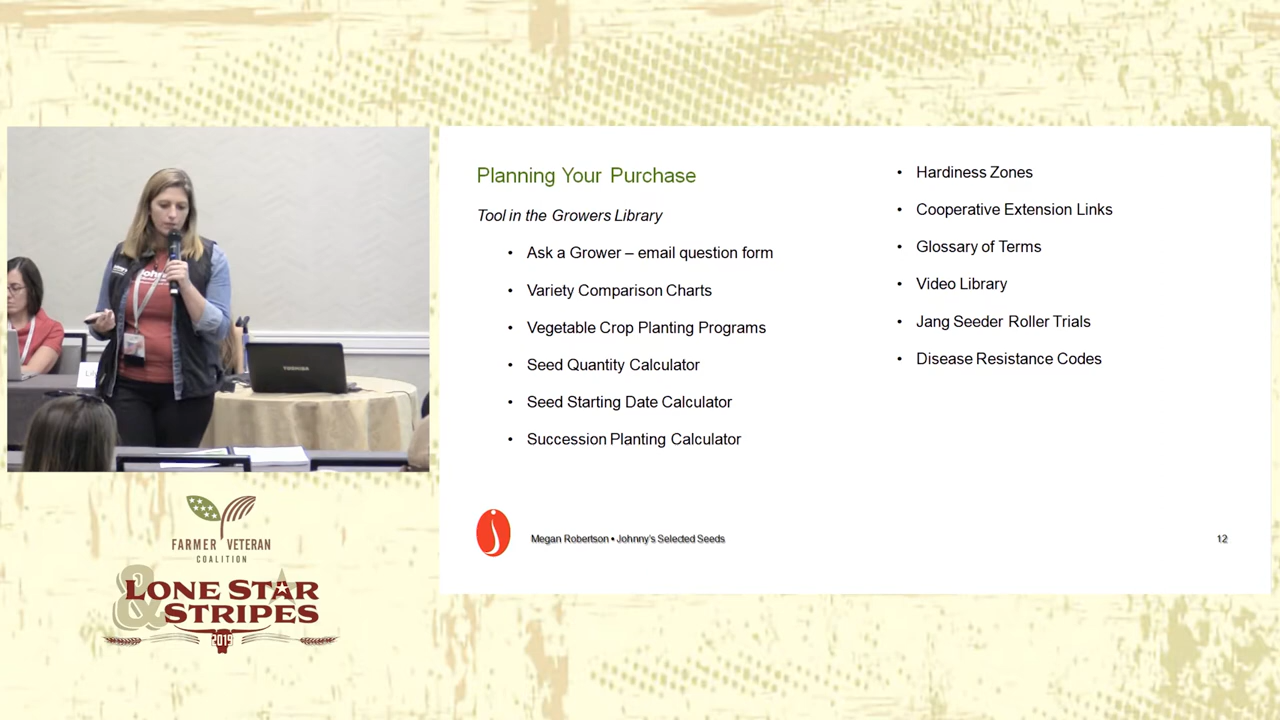 Planning Your Purchase
Tool in the Growers Library
• Ask a Grower – email question form
• Variety Comparison Charts
• Vegetable Crop Planting Programs
• Seed Quantity Calculator
• Seed Starting Date Calculator
• Succession Planting Calculator
• Hardiness Zones
• Cooperative Extension Links
• Glossary of Terms
• Video Library
• Jang Seeder Roller Trials
• Disease Resistance Codes
Megan Robertson • Johnny's Selected Seeds
12
TOSHIBA
FARMER VETERAN
COALITION
& LONE STAR
STRIPES
2019